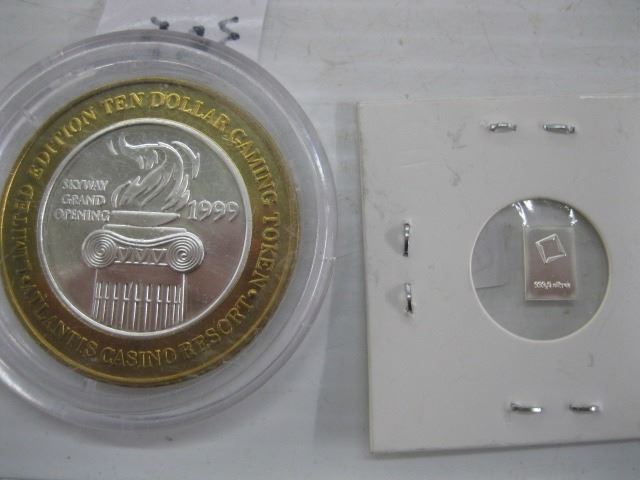 LIMITED EDITION TEN DOLLAR GAMING TOKEN
• ATLANTIS CASINO RESORT •
SKYWAY
GRAND
OPENING
1999